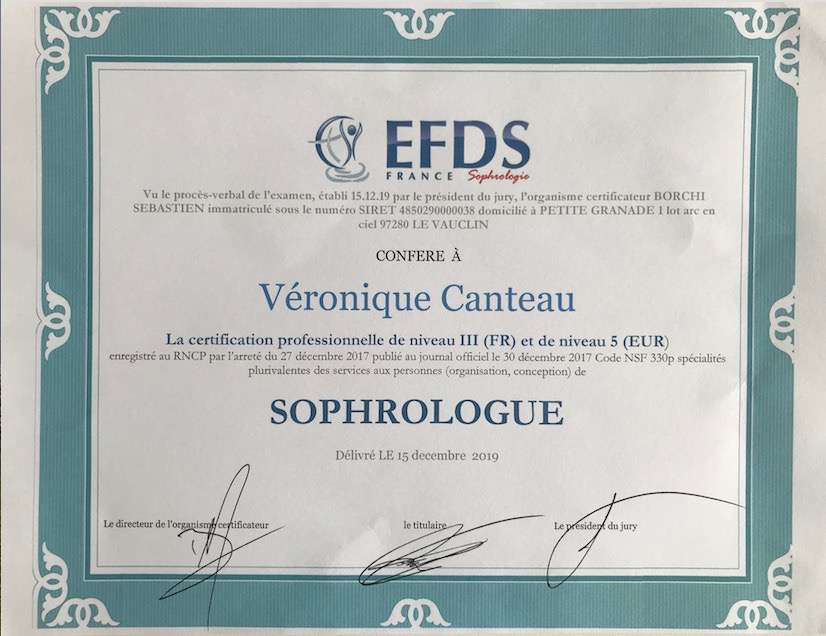 EFDS
FRANCE Sophrologie
Vu le procès-verbal de l'examen, établi 15.12.19 par le président du jury, l'organisme certificateur BORCHI
SEBASTIEN immatriculé sous le numéro SIRET 4850290000038 domicilié à PETITE GRANADE 1 lot arc en
ciel 97280 LE VAUCLIN
CONFERE À
Véronique Canteau
La certification professionnelle de niveau III (FR) et de niveau 5 (EUR)
enregistré au RNCP par l'arreté du 27 décembre 2017 publié au journal officiel le 30 décembre 2017 Code NSF 330p spécialités
plurivalentes des services aux personnes (organisation, conception) de
SOPHROLOGUE
Délivré LE 15 decembre 2019
Le directeur de l'organisme certificateur le titulaire Le président du jury